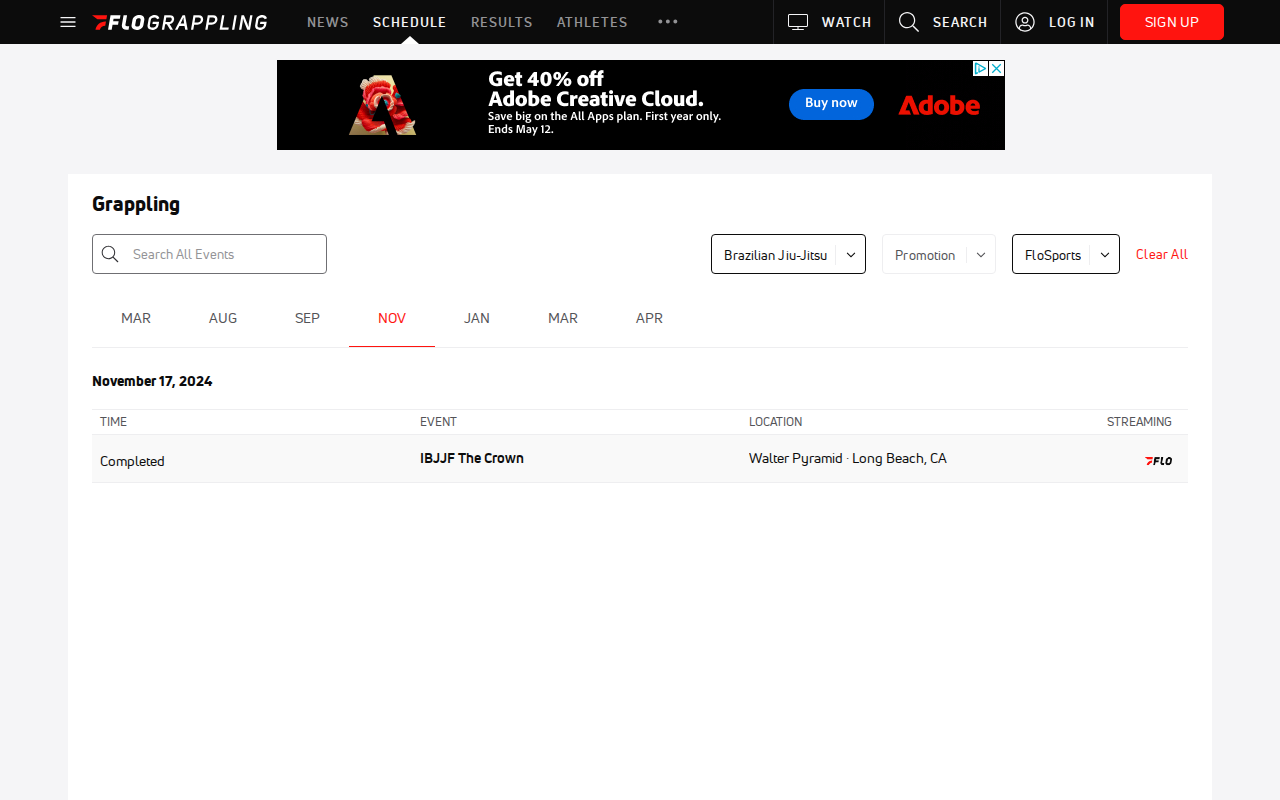 FLOGRAPPLING NEWS SCHEDULE RESULTS ATHLETES ••• WATCH SEARCH LOG IN SIGN UP
Get 40% off
Adobe Creative Cloud.
Save big on the All Apps plan. First year only.
Ends May 12.
Buy now
Adobe
Grappling
Search All Events Brazilian Jiu-Jitsu Promotion FloSports Clear All
MAR AUG SEP NOV JAN MAR APR
November 17, 2024
TIME EVENT LOCATION STREAMING
Completed IBJJF The Crown Walter Pyramid · Long Beach, CA FLO